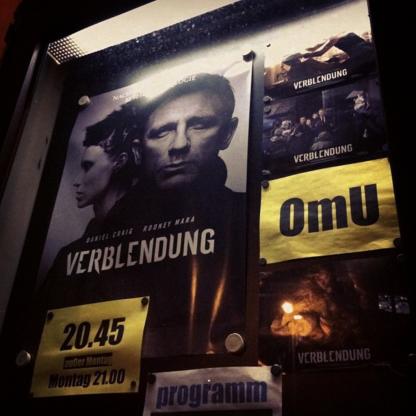 DANIEL CRAIG ROONEY MARA
VERBLENDUNG
20.45
außer Montag
Montag 21.00
programm
VERBLENDUNG
VERBLENDUNG
OmU
VERBLENDUNG